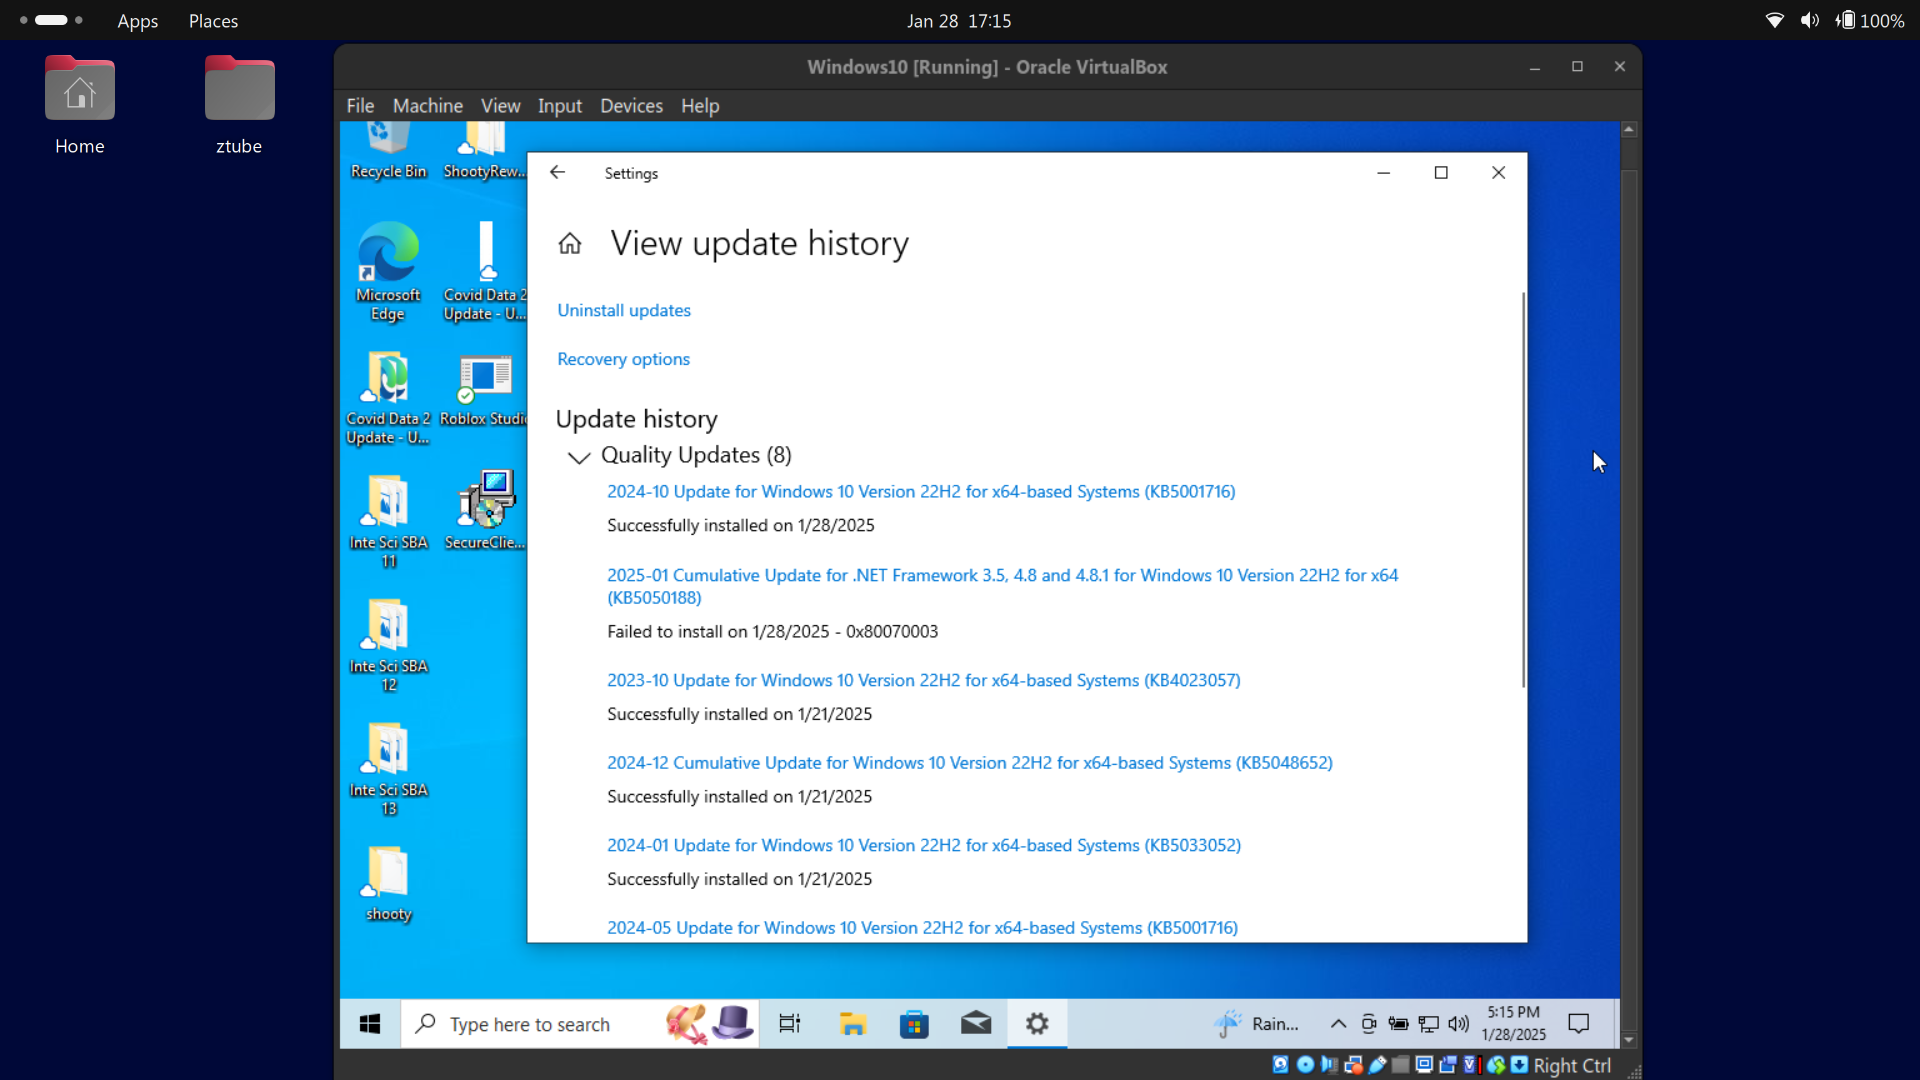 Apps
Places
Jan 28 17:15
100%
Home
ztube
Windows10 [Running] - Oracle VirtualBox
File
Machine
View
Input
Devices
Help
Recycle Bin
ShootyRew...
Microsoft
Edge
Covid Data 2
Update - U...
Covid Data 2
Update - U...
Roblox Studio
Inte Sci SBA
11
SecureClie...
Inte Sci SBA
12
Inte Sci SBA
13
shooty
Settings
View update history
Uninstall updates
Recovery options
Update history
Quality Updates (8)
2024-10 Update for Windows 10 Version 22H2 for x64-based Systems (KB5001716)
Successfully installed on 1/28/2025
2025-01 Cumulative Update for .NET Framework 3.5, 4.8 and 4.8.1 for Windows 10 Version 22H2 for x64
(KB5050188)
Failed to install on 1/28/2025 - 0x80070003
2023-10 Update for Windows 10 Version 22H2 for x64-based Systems (KB4023057)
Successfully installed on 1/21/2025
2024-12 Cumulative Update for Windows 10 Version 22H2 for x64-based Systems (KB5048652)
Successfully installed on 1/21/2025
2024-01 Update for Windows 10 Version 22H2 for x64-based Systems (KB5033052)
Successfully installed on 1/21/2025
2024-05 Update for Windows 10 Version 22H2 for x64-based Systems (KB5001716)
Type here to search
Rain...
5:15 PM
1/28/2025
Right Ctrl